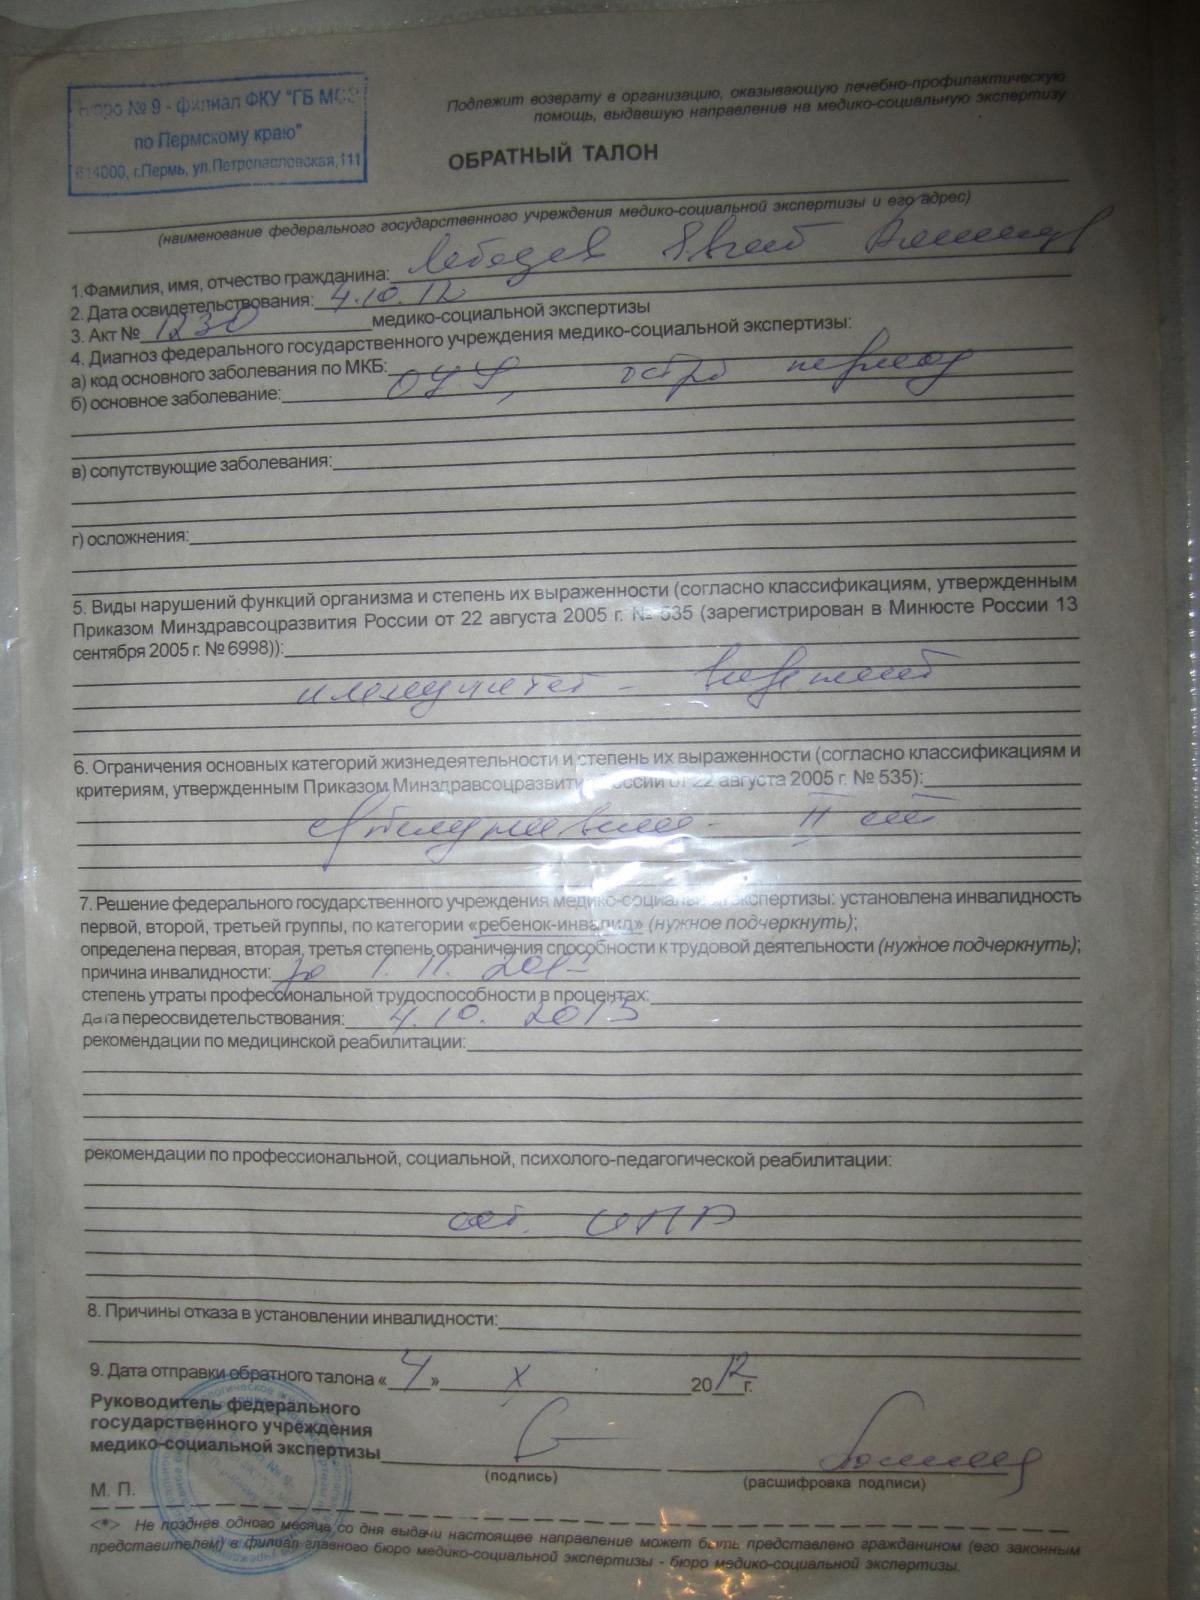 Бюро № 9 - филиал ФКУ "ГБ МСЭ
по Пермскому краю"
614000, г.Пермь, ул.Петропавловская,111
Подлежит возврату в организацию, оказывающую лечебно-профилактическую
помощь, выдавшую направление на медико-социальную экспертизу
ОБРАТНЫЙ ТАЛОН
(наименование федерального государственного учреждения медико-социальной экспертизы и его адрес)
1.Фамилия, имя, отчество гражданина: Лебедев
2. Дата освидетельствования: 4.10.12
3. Акт № 1230 медико-социальной экспертизы
4. Диагноз федерального государственного учреждения медико-социальной экспертизы:
а) код основного заболевания по МКБ:
б) основное заболевание: острый период
в) сопутствующие заболевания:
г) осложнения:
5. Виды нарушений функций организма и степень их выраженности (согласно классификациям, утвержденным
Приказом Минздравсоцразвития России от 22 августа 2005 г. № 535 (зарегистрирован в Минюсте России 13
сентября 2005 г. № 6998)):
иммунитет -
6. Ограничения основных категорий жизнедеятельности и степень их выраженности (согласно классификациям и
критериям, утвержденным Приказом Минздравсоцразвития России от 22 августа 2005 г. № 535):
II ст
7. Решение федерального государственного учреждения медико-социальной экспертизы: установлена инвалидность
первой, второй, третьей группы, по категории «ребенок-инвалид» (нужное подчеркнуть);
определена первая, вторая, третья степень ограничения способности к трудовой деятельности (нужное подчеркнуть);
причина инвалидности: до 1. 11.
степень утраты профессиональной трудоспособности в процентах:
дата переосвидетельствования: 4.10. 2013
рекомендации по медицинской реабилитации:
рекомендации по профессиональной, социальной, психолого-педагогической реабилитации:
ИПР
8. Причины отказа в установлении инвалидности:
9. Дата отправки обратного талона « 4 » X 2012 г.
Руководитель федерального
государственного учреждения
медико-социальной экспертизы
(подпись) (расшифровка подписи)
М. П.
<*> Не позднее одного месяца со дня выдачи настоящее направление может быть представлено гражданином (его законным
представителем) в филиал главного бюро медико-социальной экспертизы - бюро медико-социальной экспертизы.